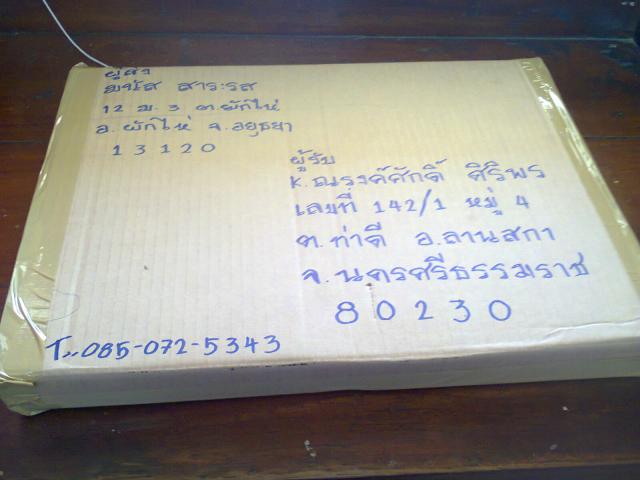 ผู้ส่ง
มนัส สาระรส
12 ม. 3 ต.ผักไห่
อ. ผักไห่ จ. อยุธยา
13120
ผู้รับ
K. ณรงค์ศักดิ์ ศิริพร
เลขที่ 142/1 หมู่ 4
ต. ท่าดี อ. ลานสกา
จ. นครศรีธรรมราช
80230
T.. 085-072-5343